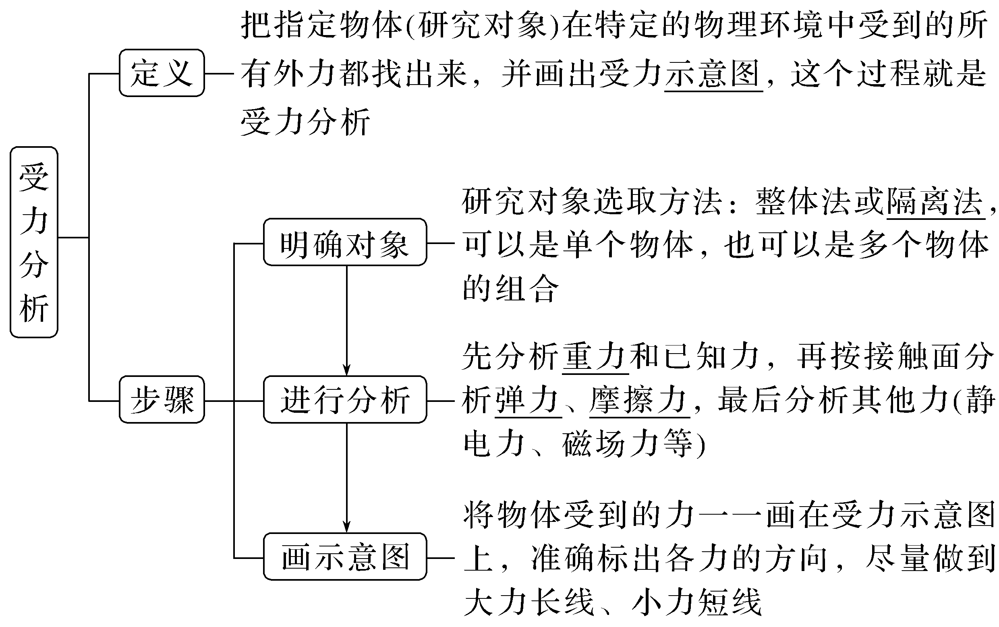 受力分析
定义
把指定物体(研究对象)在特定的物理环境中受到的所
有外力都找出来，并画出受力示意图，这个过程就是
受力分析
步骤
明确对象
研究对象选取方法：整体法或隔离法，
可以是单个物体，也可以是多个物体
的组合
进行分析
先分析重力和已知力，再按接触面分
析弹力、摩擦力，最后分析其他力(静
电力、磁场力等)
画示意图
将物体受到的力一一画在受力示意图
上，准确标出各力的方向，尽量做到
大力长线、小力短线